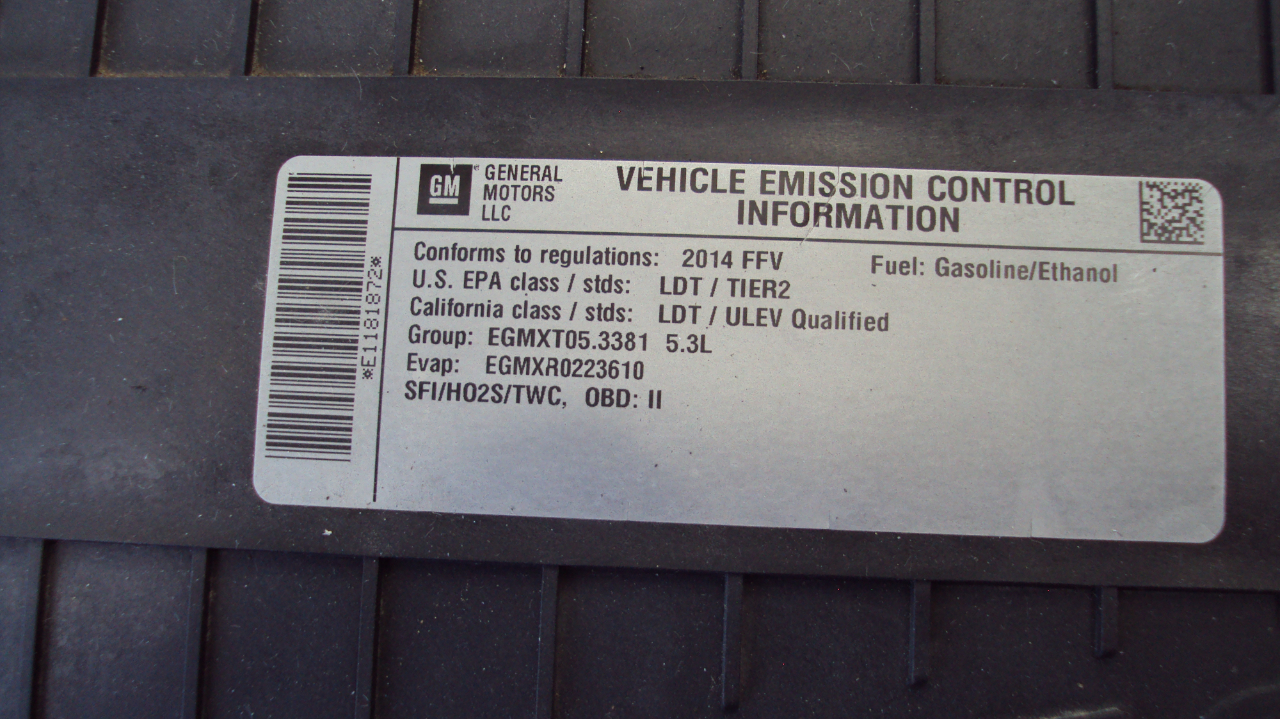 GM
GENERAL
MOTORS
LLC
VEHICLE EMISSION CONTROL
INFORMATION
Conforms to regulations: 2014 FFV
Fuel: Gasoline/Ethanol
U.S. EPA class / stds: LDT / TIER2
California class / stds: LDT / ULEV Qualified
Group: EGMXT05.3381 5.3L
Evap: EGMXR0223610
SFI/HO2S/TWC, OBD: II
*E1181872*